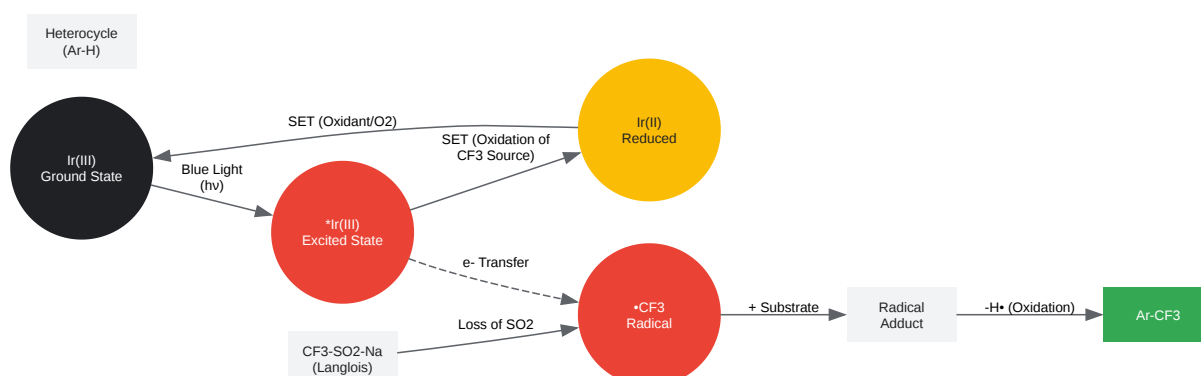 Heterocycle
(Ar-H)
SET (Oxidant/O2)
Ir(II)
Reduced
SET (Oxidation of
CF3 Source)
Ir(III)
Ground State
Blue Light
(hν)
*Ir(III)
Excited State
e- Transfer
•CF3
Radical
+ Substrate
Radical
Adduct
-H• (Oxidation)
Ar-CF3
Loss of SO2
CF3-SO2-Na
(Langlois)